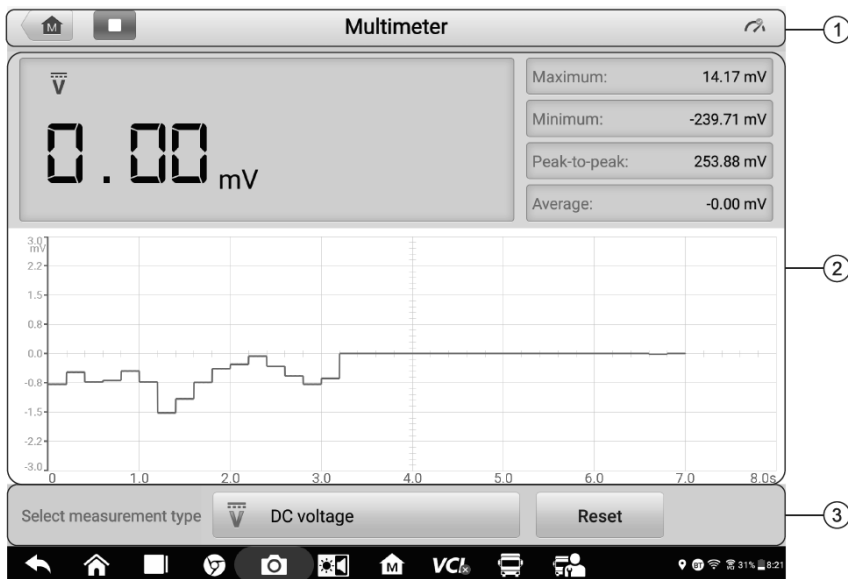 M Multimeter 1
V Maximum: 14.17 mV
0.00 mV Minimum: -239.71 mV
Peak-to-peak: 253.88 mV
Average: -0.00 mV
3.0
mV
2.2
1.5
0.8
0.0
-0.8
-1.5
-2.2
-3.0
0 1.0 2.0 3.0 4.0 5.0 6.0 7.0 8.0s
2
Select measurement type V DC voltage Reset 3
M VCI 31% 8:21